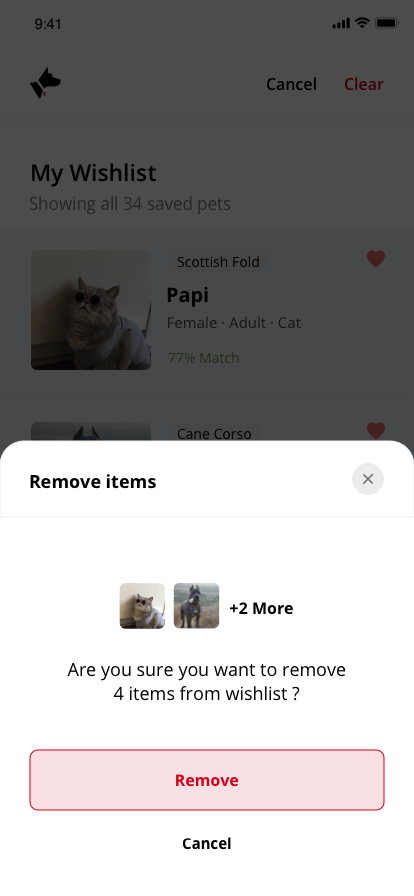 9:41
Cancel Clear
My Wishlist
Showing all 34 saved pets
Scottish Fold
Papi
Female · Adult · Cat
77% Match
Cane Corso
Remove items
+2 More
Are you sure you want to remove
4 items from wishlist ?
Remove
Cancel